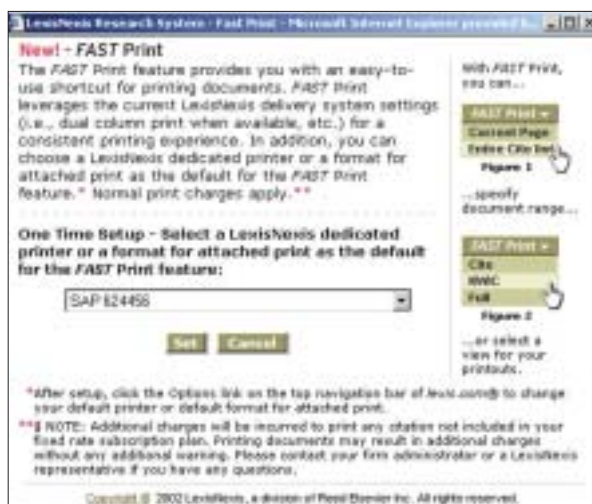 LexisNexis Research System - Fast Print - Microsoft Internet Explorer provided b...
New! - FAST Print
The FAST Print feature provides you with an easy-to-
use shortcut for printing documents. FAST Print
leverages the current LexisNexis delivery system settings
(i.e., dual column print when available, etc.) for a
consistent printing experience. In addition, you can
choose a LexisNexis dedicated printer or a format for
attached print as the default for the FAST Print
feature.* Normal print charges apply.**
One Time Setup - Select a LexisNexis dedicated
printer or a format for attached print as the default
for the FAST Print feature:
SAP 624456
Set Cancel
With FAST Print,
you can...
FAST Print
Current Page
Entire Cite list
Figure 1
...specify
document range...
FAST Print
Cite
KWIC
Full
Figure 2
...or select a
view for your
printouts.
*After setup, click the Options link on the top navigation bar of lexis.com® to change
your default printer or default format for attached print.
**NOTE: Additional charges will be incurred to print any citation not included in your
fixed rate subscription plan. Printing documents may result in additional charges
without any additional warning. Please contact your firm administrator or a LexisNexis
representative if you have any questions.
Copyright © 2002 LexisNexis, a division of Reed Elsevier Inc. All rights reserved.